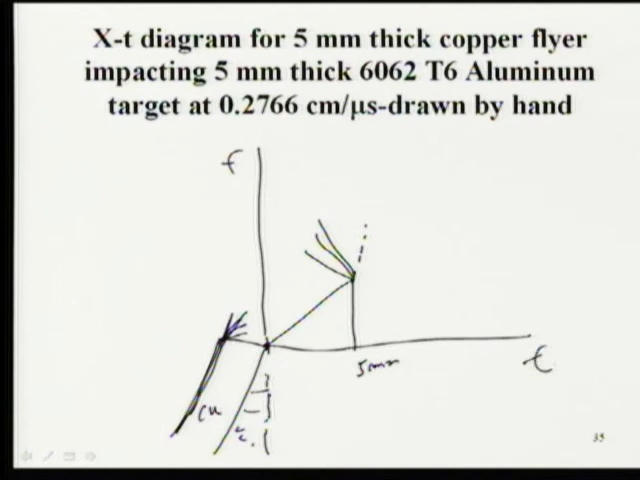 X-t diagram for 5 mm thick copper flyer
impacting 5 mm thick 6062 T6 Aluminum
target at 0.2766 cm/μs-drawn by hand
t
t
5mm
cu
35